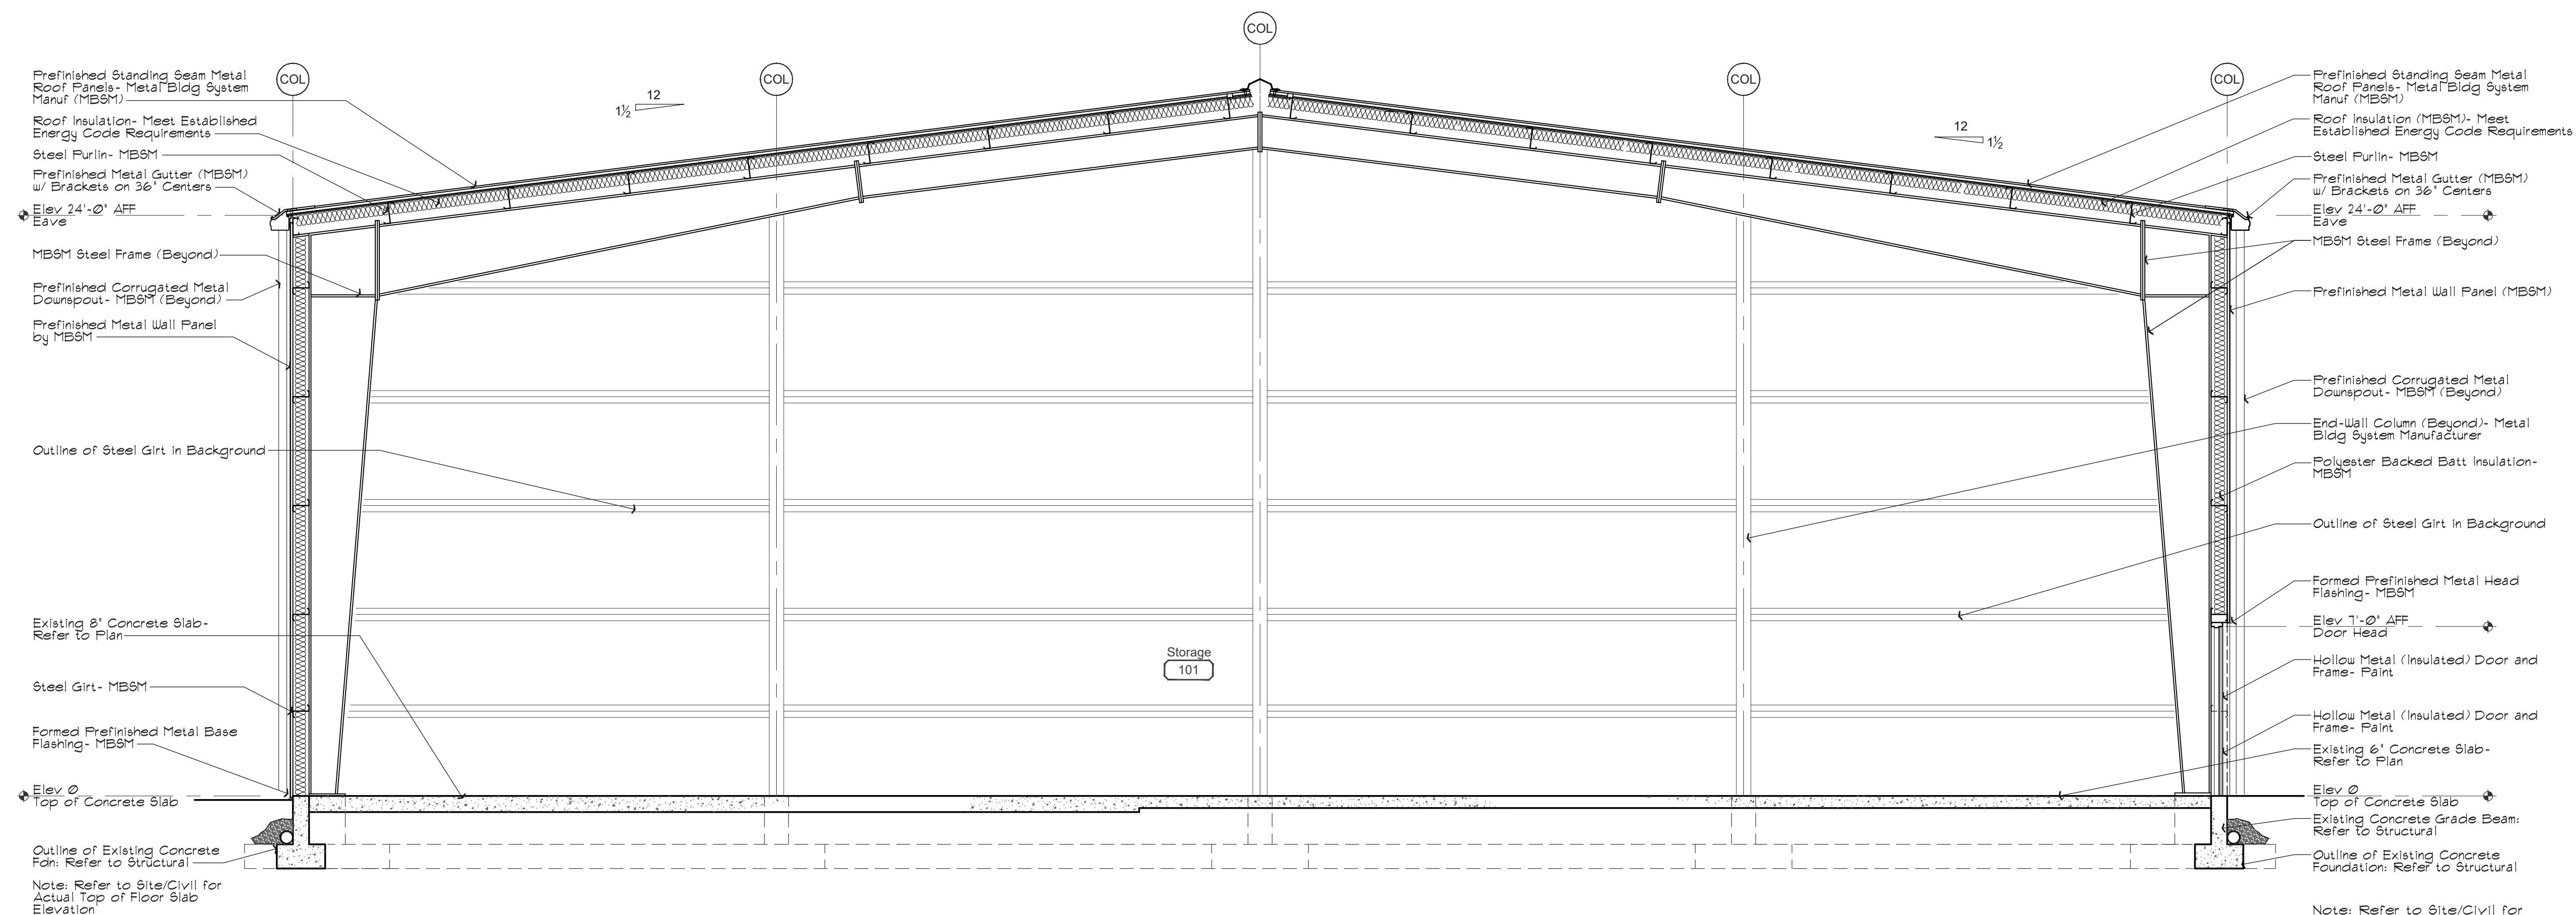 COL
COL
COL
COL
COL
12
1½
12
1½
Prefinished Standing Seam Metal
Roof Panels- Metal Bldg System
Manuf (MBSM)
Roof Insulation- Meet Established
Energy Code Requirements
Steel Purlin- MBSM
Prefinished Metal Gutter (MBSM)
w/ Brackets on 36" Centers
Elev 24'-0" AFF
Eave
MBSM Steel Frame (Beyond)
Prefinished Corrugated Metal
Downspout- MBSM (Beyond)
Prefinished Metal Wall Panel
by MBSM
Outline of Steel Girt in Background
Existing 8" Concrete Slab-
Refer to Plan
Steel Girt- MBSM
Formed Prefinished Metal Base
Flashing- MBSM
Elev 0
Top of Concrete Slab
Outline of Existing Concrete
Fdn: Refer to Structural
Note: Refer to Site/Civil for
Actual Top of Floor Slab
Elevation
Storage
101
Prefinished Standing Seam Metal
Roof Panels- Metal Bldg System
Manuf (MBSM)
Roof Insulation (MBSM)- Meet
Established Energy Code Requirements
Steel Purlin- MBSM
Prefinished Metal Gutter (MBSM)
w/ Brackets on 36" Centers
Elev 24'-0" AFF
Eave
MBSM Steel Frame (Beyond)
Prefinished Metal Wall Panel (MBSM)
Prefinished Corrugated Metal
Downspout- MBSM (Beyond)
End-Wall Column (Beyond)- Metal
Bldg System Manufacturer
Polyester Backed Batt Insulation-
MBSM
Outline of Steel Girt in Background
Formed Prefinished Metal Head
Flashing- MBSM
Elev 7'-0" AFF
Door Head
Hollow Metal (Insulated) Door and
Frame- Paint
Hollow Metal (Insulated) Door and
Frame- Paint
Existing 6" Concrete Slab-
Refer to Plan
Elev 0
Top of Concrete Slab
Existing Concrete Grade Beam:
Refer to Structural
Outline of Existing Concrete
Foundation: Refer to Structural
Note: Refer to Site/Civil for